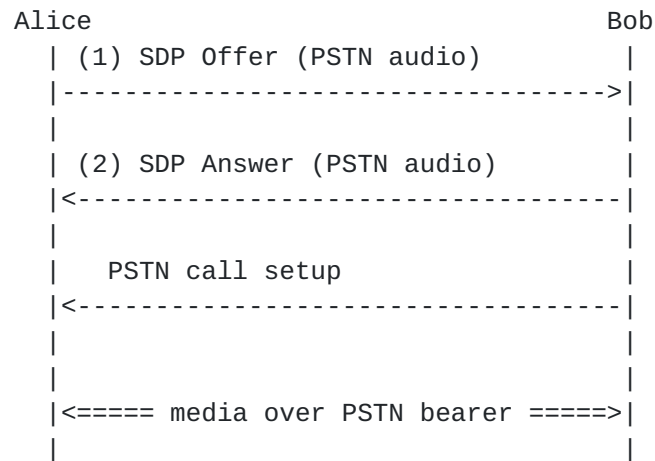 Alice Bob
(1) SDP Offer (PSTN audio)
(2) SDP Answer (PSTN audio)
PSTN call setup
<===== media over PSTN bearer =====>